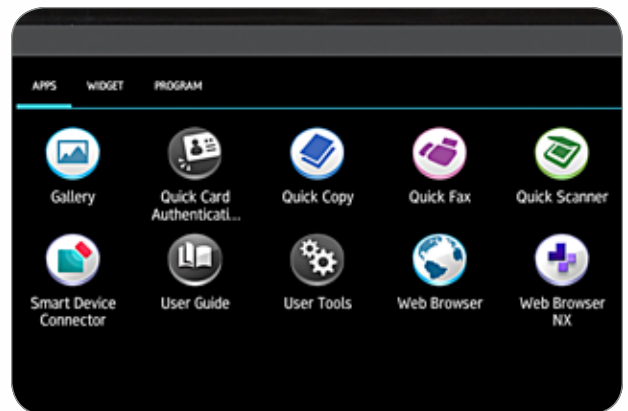 APPS WIDGET PROGRAM
Gallery Quick Card Quick Copy Quick Fax Quick Scanner
Authenticati...
Smart Device User Guide User Tools Web Browser Web Browser
Connector NX